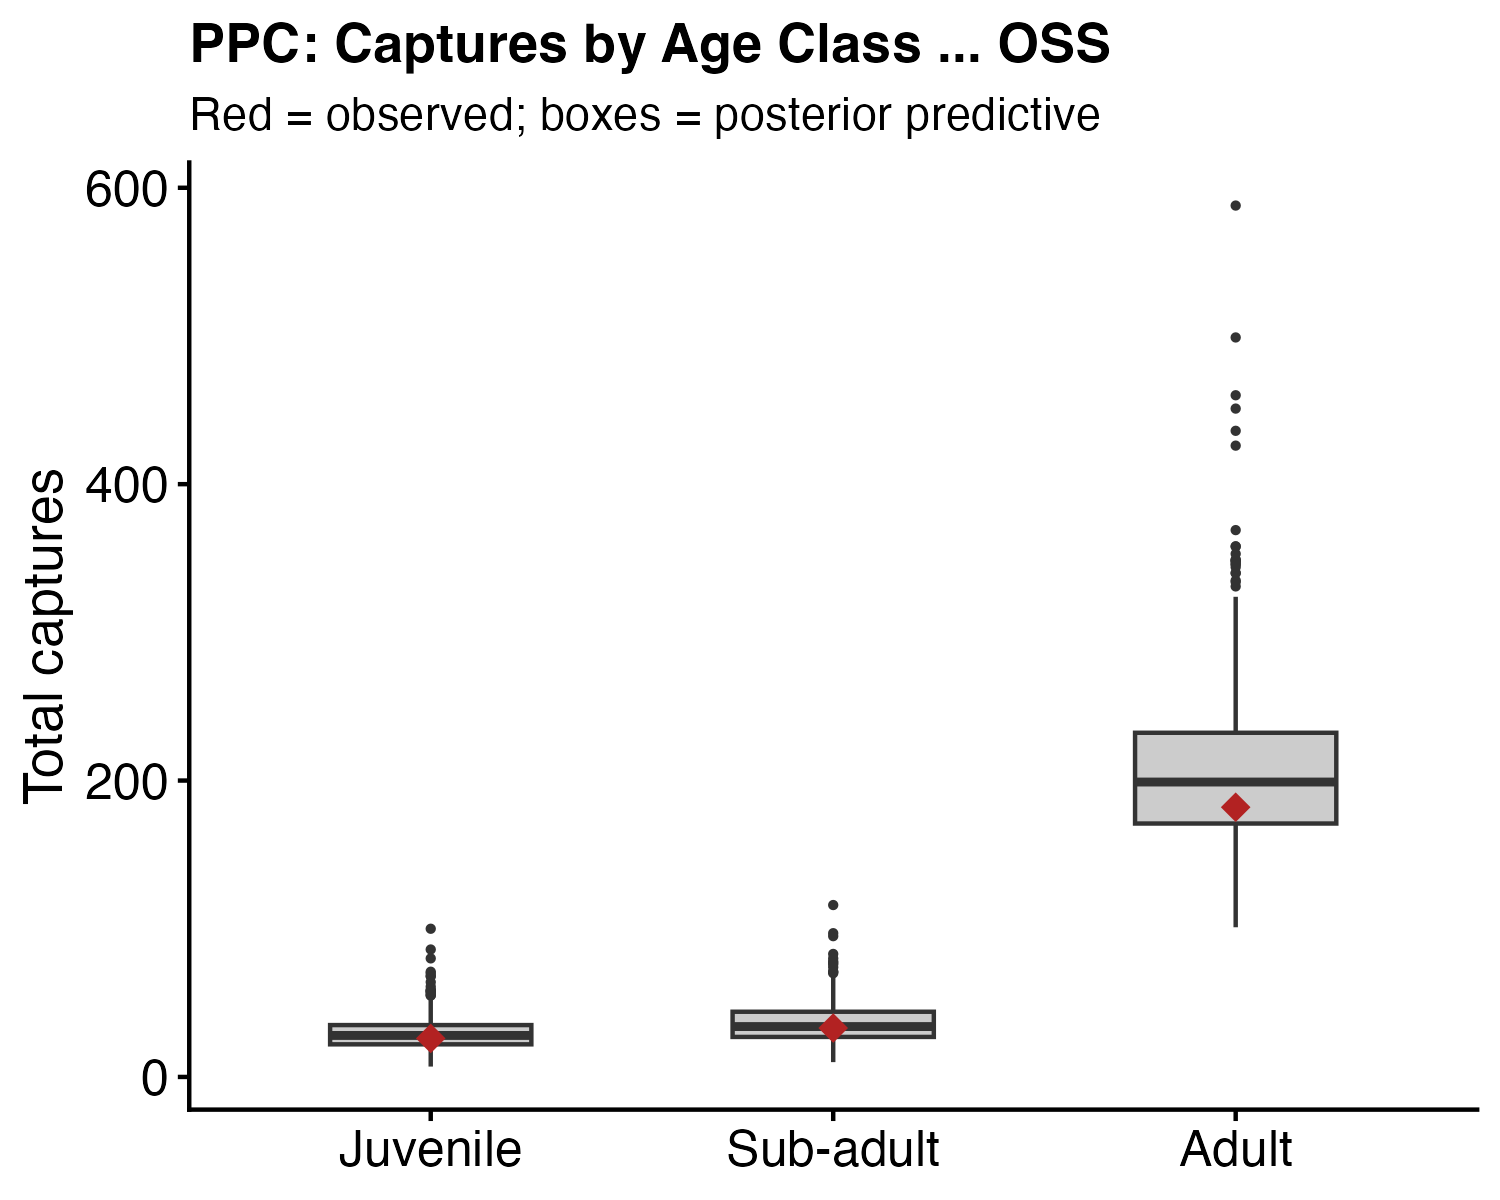 PPC: Captures by Age Class ... OSS
Red = observed; boxes = posterior predictive
Total captures
600
400
200
0
Juvenile
Sub-adult
Adult